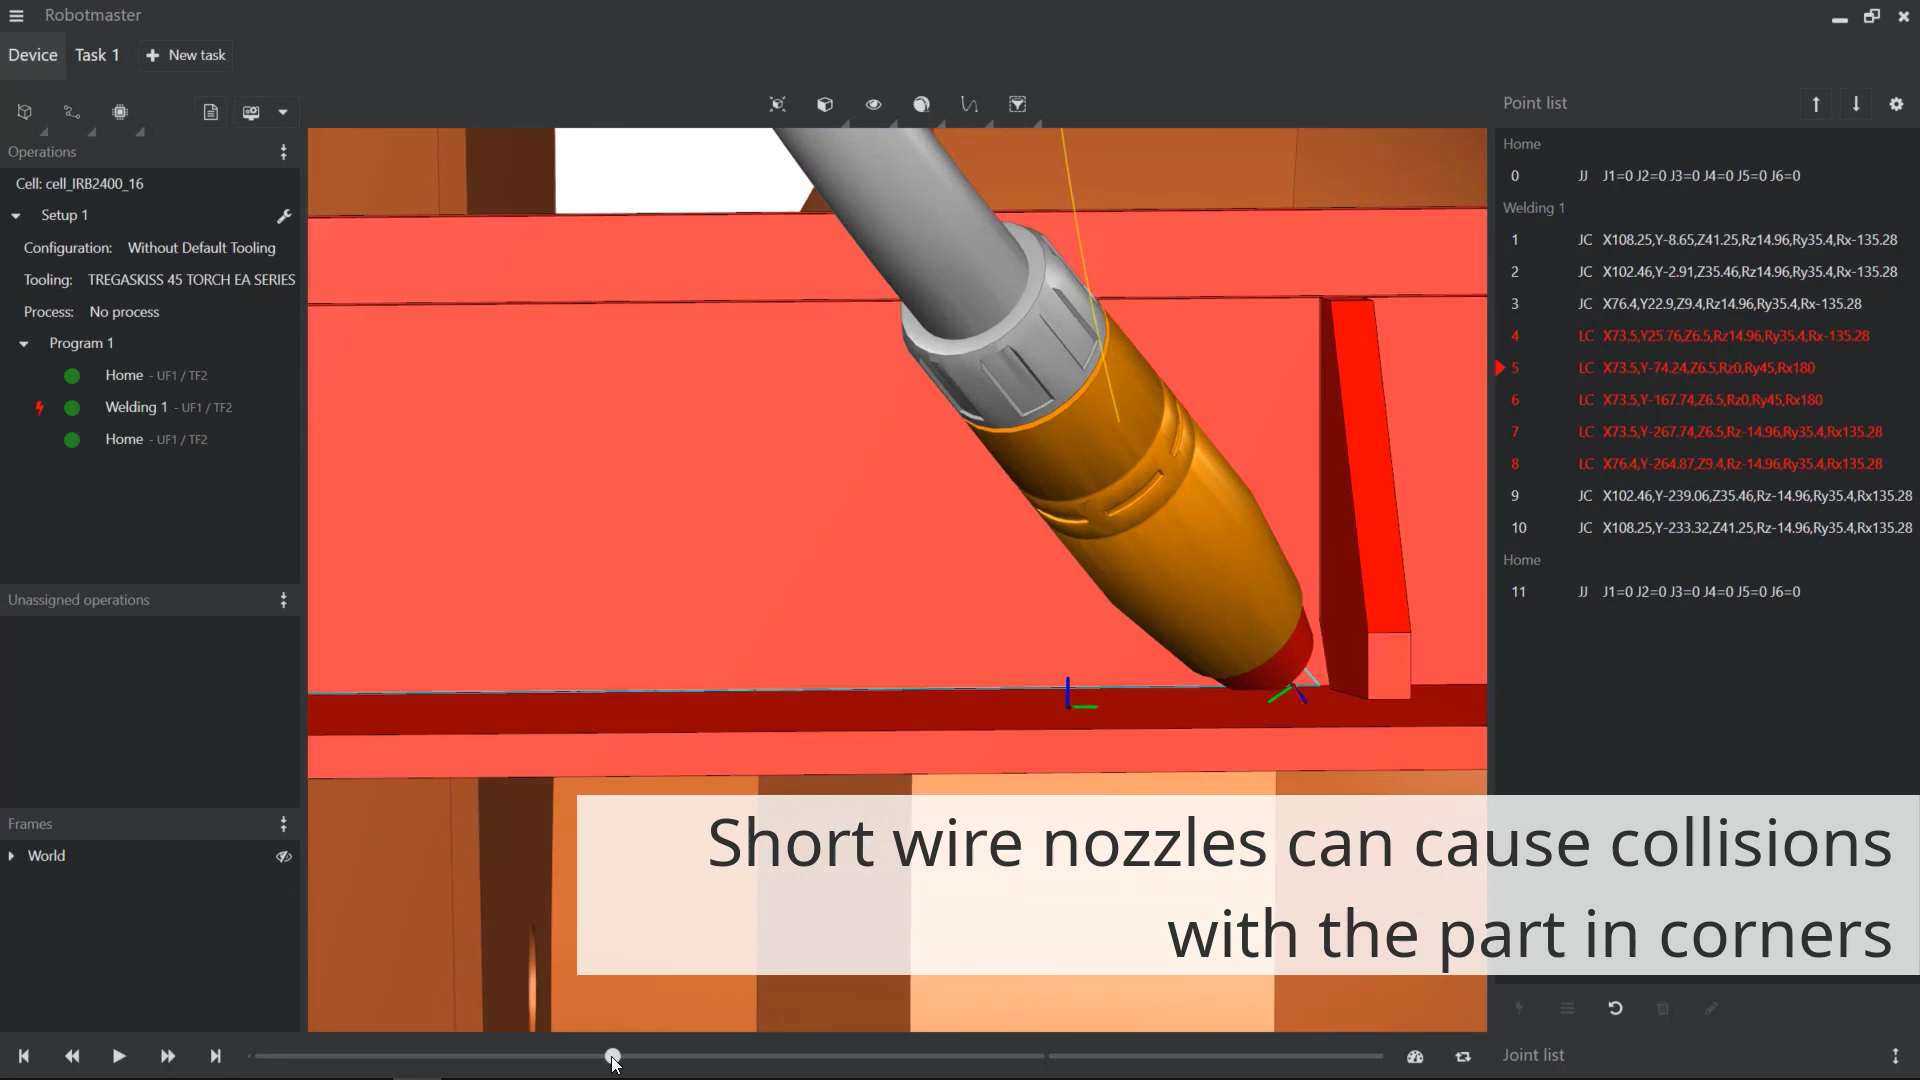 Robotmaster
Device
Task 1
New task
Operations
Cell: cell_IRB2400_16
Setup 1
Configuration: Without Default Tooling
Tooling: TREGASKISS 45 TORCH EA SERIES
Process: No process
Program 1
Home - UF1 / TF2
Welding 1 - UF1 / TF2
Home - UF1 / TF2
Unassigned operations
Frames
World
Short wire nozzles can cause collisions
with the part in corners
Point list
Home
0 JJ J1=0 J2=0 J3=0 J4=0 J5=0 J6=0
Welding 1
1 JC X108.25,Y-8.65,Z41.25,Rz14.96,Ry35.4,Rx-135.28
2 JC X102.46,Y-2.91,Z35.46,Rz14.96,Ry35.4,Rx-135.28
3 JC X76.4,Y22.9,Z9.4,Rz14.96,Ry35.4,Rx-135.28
4 LC X73.5,Y25.76,Z6.5,Rz14.96,Ry35.4,Rx-135.28
5 LC X73.5,Y-74.24,Z6.5,Rz0,Ry45,Rx180
6 LC X73.5,Y-167.74,Z6.5,Rz0,Ry45,Rx180
7 LC X73.5,Y-267.74,Z6.5,Rz-14.96,Ry35.4,Rx135.28
8 LC X76.4,Y-264.87,Z9.4,Rz-14.96,Ry35.4,Rx135.28
9 JC X102.46,Y-239.06,Z35.46,Rz-14.96,Ry35.4,Rx135.28
10 JC X108.25,Y-233.32,Z41.25,Rz-14.96,Ry35.4,Rx135.28
Home
11 JJ J1=0 J2=0 J3=0 J4=0 J5=0 J6=0
Joint list